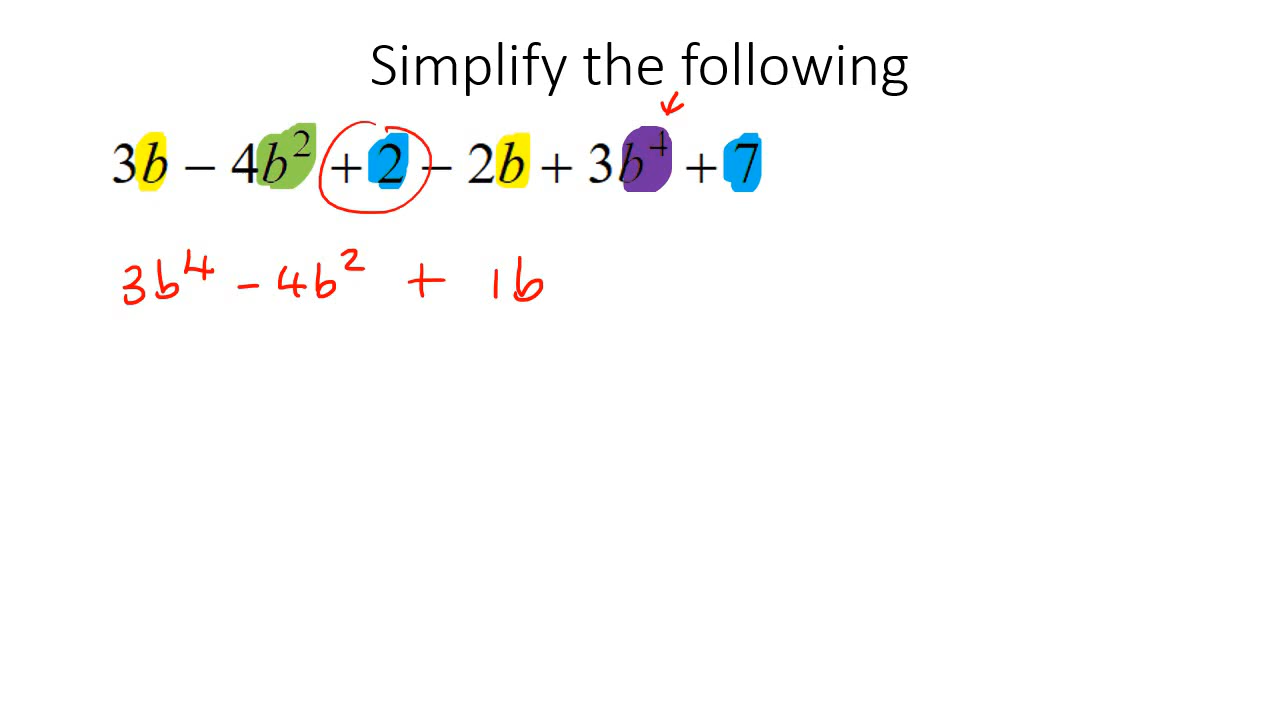 Simplify the following
3b − 4b² + 2 − 2b + 3b⁴ + 7
3b⁴ - 4b² + 1b